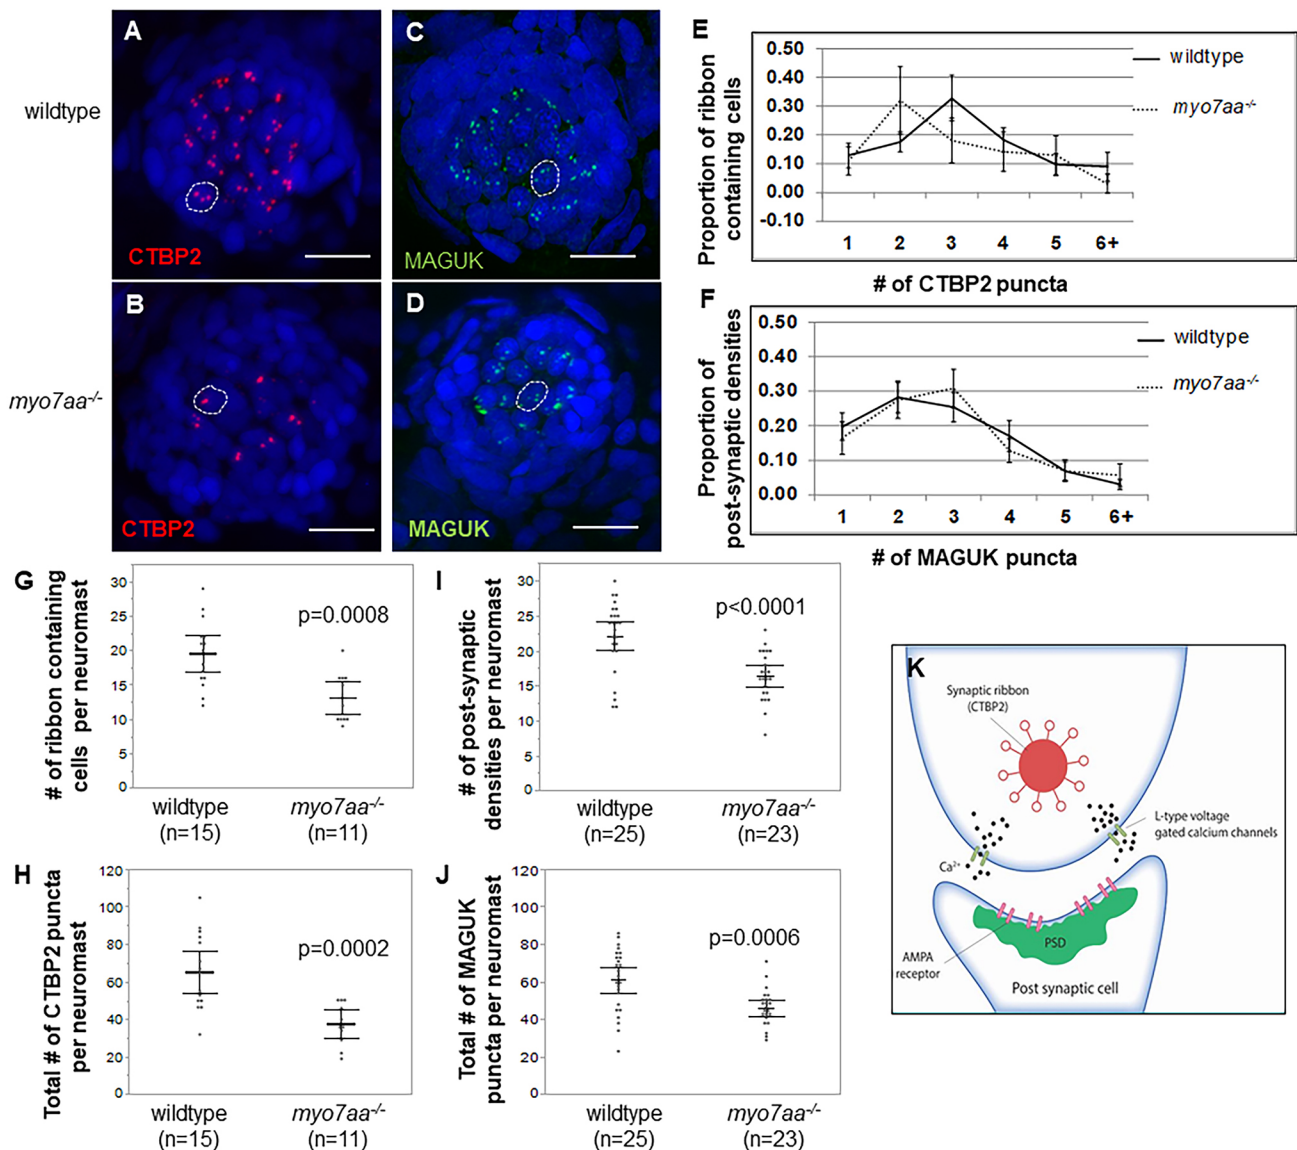 A
wildtype
CTBP2
C
MAGUK
B
myo7aa-/-
CTBP2
D
MAGUK
E
Proportion of ribbon
containing cells
0.50
0.40
0.30
0.20
0.10
0.00
-0.10
wildtype
myo7aa-/-
1 2 3 4 5 6+
# of CTBP2 puncta
F
Proportion of
post-synaptic densities
0.50
0.40
0.30
0.20
0.10
0.00
wildtype
myo7aa-/-
1 2 3 4 5 6+
# of MAGUK puncta
G
# of ribbon containing
cells per neuromast
30
25
20
15
10
5
0
p=0.0008
wildtype myo7aa-/-
(n=15) (n=11)
I
# of post-synaptic
densities per neuromast
30
25
20
15
10
5
0
p<0.0001
wildtype myo7aa-/-
(n=25) (n=23)
H
Total # of CTBP2 puncta
per neuromast
120
100
80
60
40
20
0
p=0.0002
wildtype myo7aa-/-
(n=15) (n=11)
J
Total # of MAGUK
puncta per neuromast
120
100
80
60
40
20
0
p=0.0006
wildtype myo7aa-/-
(n=25) (n=23)
K
Synaptic ribbon
(CTBP2)
L-type voltage
gated calcium channels
Ca2+
AMPA
receptor
PSD
Post synaptic cell